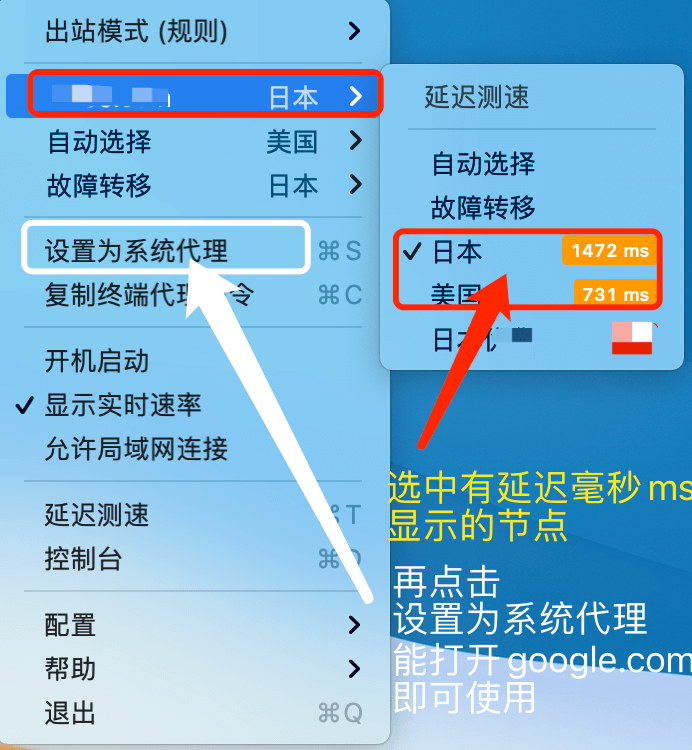 出站模式 (规则)
日本
自动选择 美国
故障转移 日本
设置为系统代理 ⌘S
复制终端代理 令 ⌘C
开机启动
显示实时速率
允许局域网连接
延迟测速 ⌘T
控制台 ⌘D
配置
帮助
退出 ⌘Q
延迟测速
自动选择
故障转移
日本 1472 ms
美国 731 ms
日本
选中有延迟毫秒ms
显示的节点
再点击
设置为系统代理
能打开google.com
即可使用